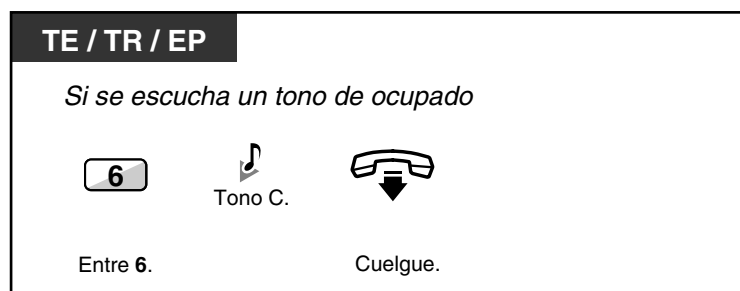 TE / TR / EP
Si se escucha un tono de ocupado
6
Tono C.
Entre 6.
Cuelgue.